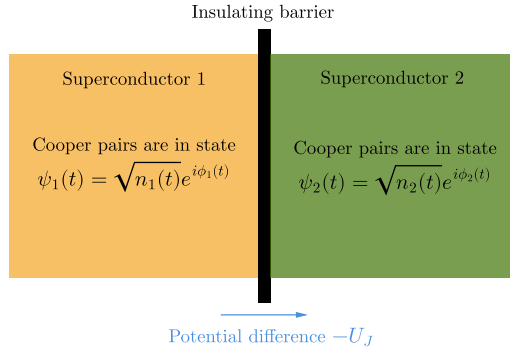 Insulating barrier
Superconductor 1
Cooper pairs are in state
ψ₁(t) = √n₁(t)e^{iϕ₁(t)}
Superconductor 2
Cooper pairs are in state
ψ₂(t) = √n₂(t)e^{iϕ₂(t)}
Potential difference −U_J